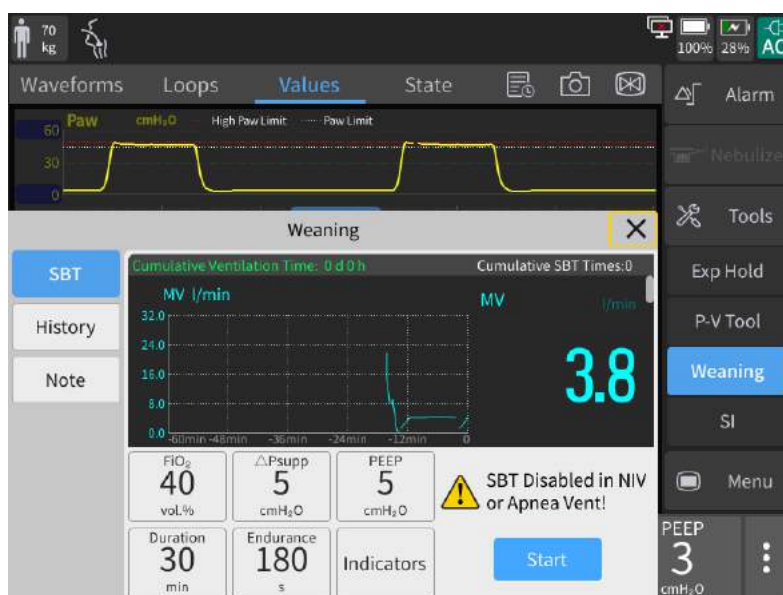 70
kg
100%
28%
AC
Waveforms
Loops
Values
State
Alarm
Paw cmH₂O High Paw Limit Paw Limit
60
30
0
Nebulize
Tools
Weaning
SBT
History
Note
Cumulative Ventilation Time: 0 d 0 h
Cumulative SBT Times:0
MV l/min
32.0
24.0
16.0
8.0
0.0
-60min -48min -36min -24min -12min 0
MV l/min
3.8
Exp Hold
P-V Tool
Weaning
SI
Menu
FiO₂
40
vol.%
△Psupp
5
cmH₂O
PEEP
5
cmH₂O
SBT Disabled in NIV
or Apnea Vent!
Duration
30
min
Endurance
180
s
Indicators
Start
PEEP
3
cmH₂O